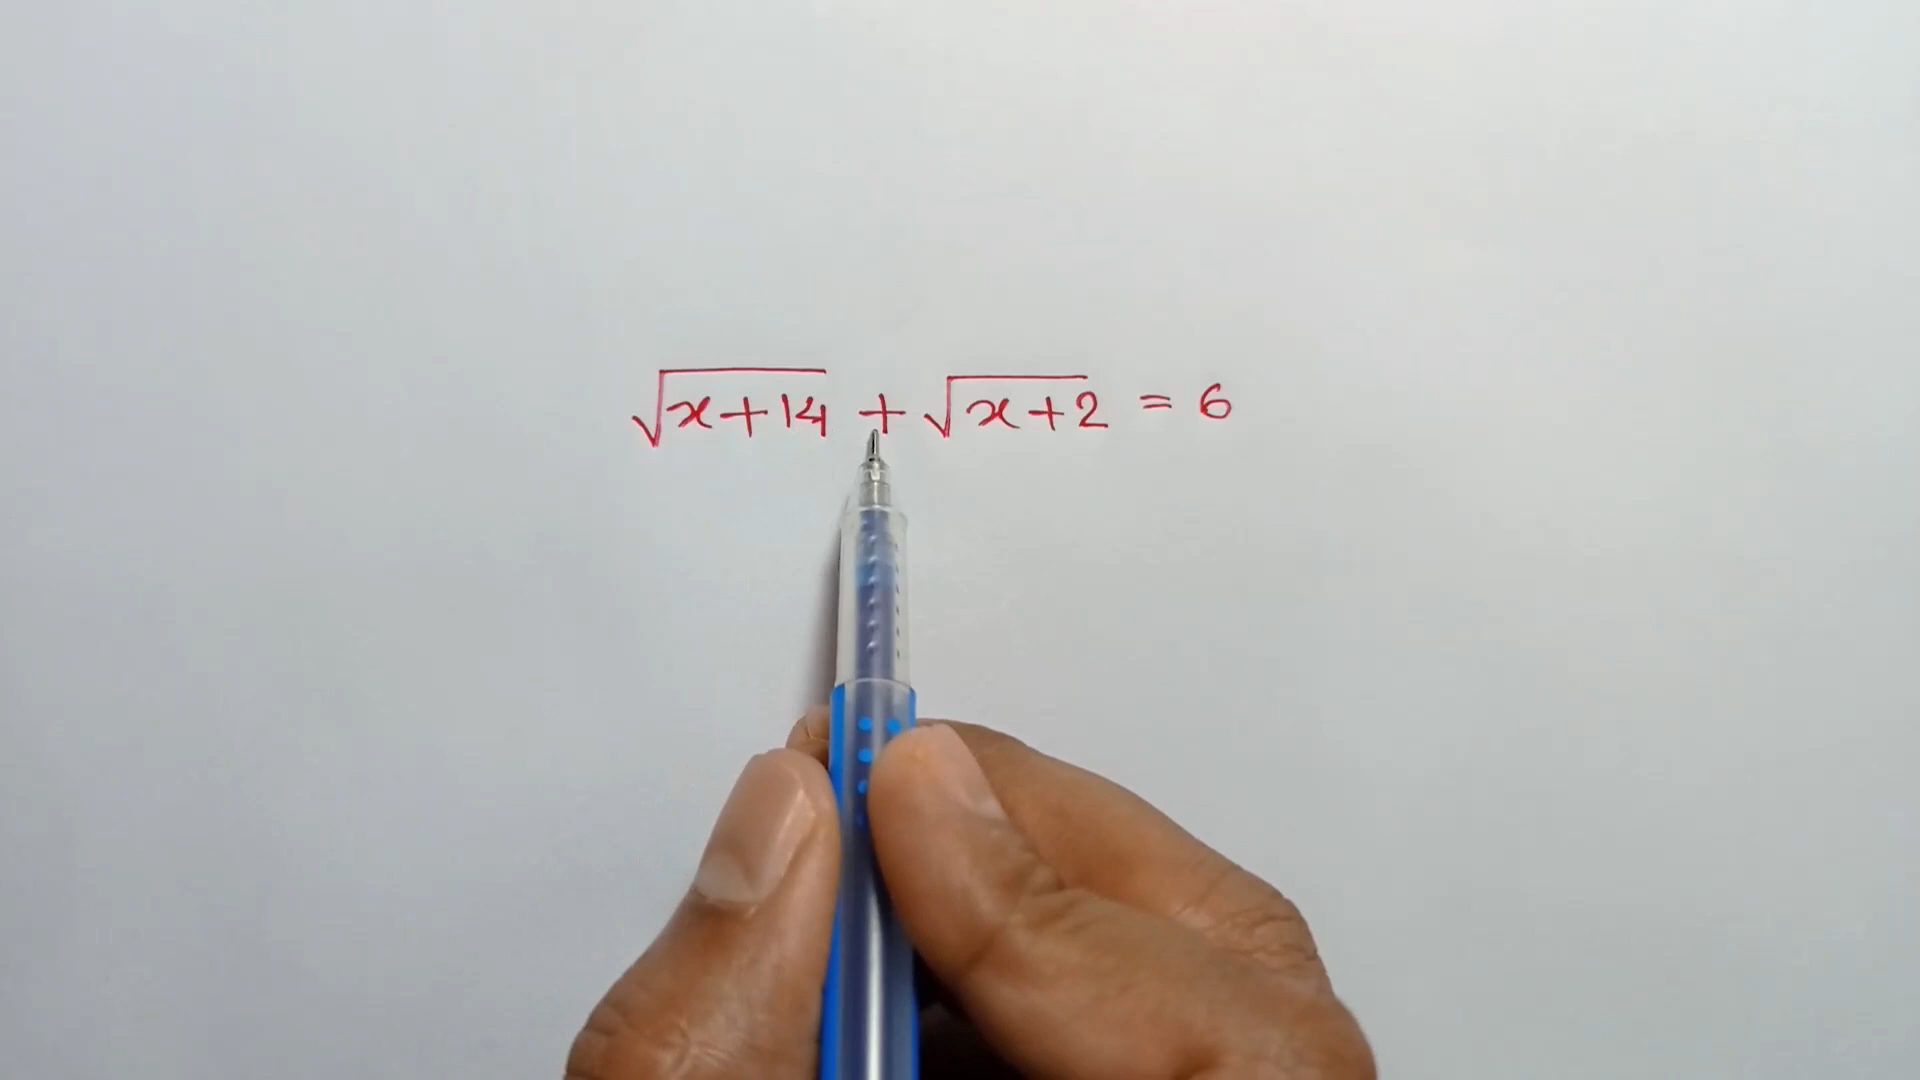 √(x+14) + √(x+2) = 6